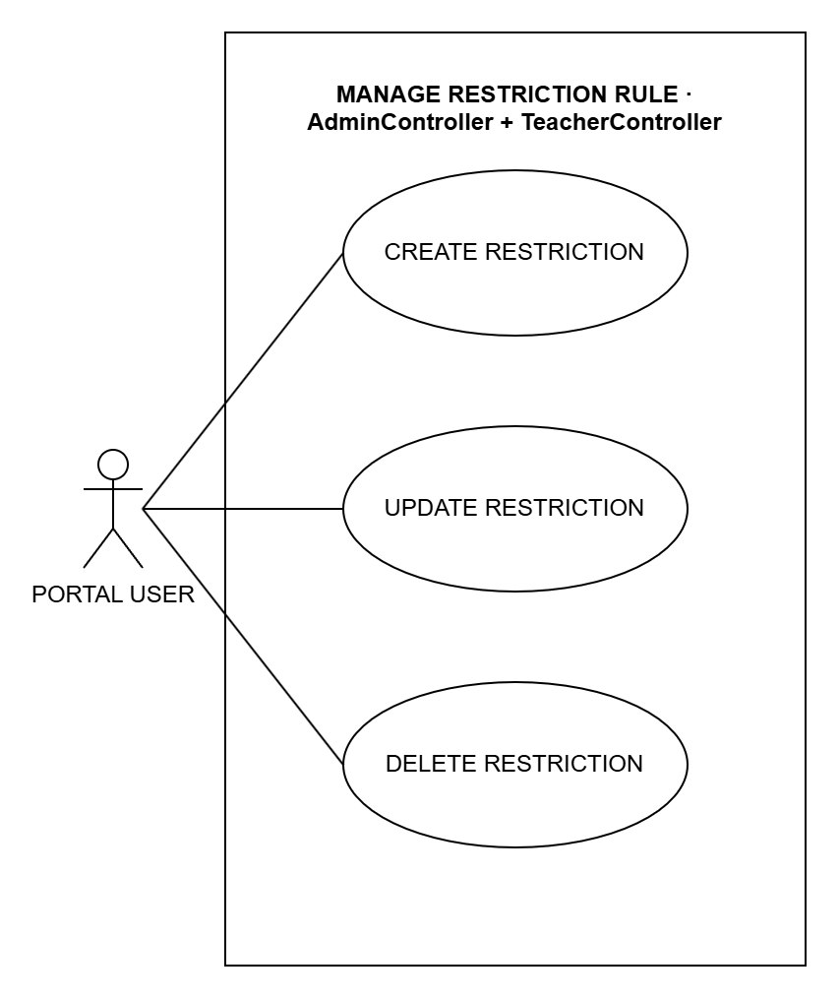 MANAGE RESTRICTION RULE ·
AdminController + TeacherController
CREATE RESTRICTION
UPDATE RESTRICTION
PORTAL USER
DELETE RESTRICTION